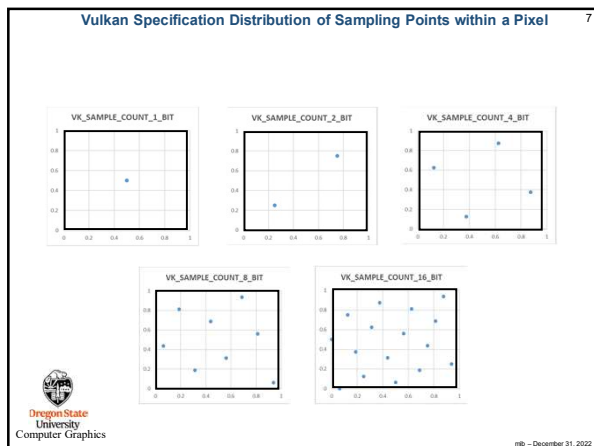 Vulkan Specification Distribution of Sampling Points within a Pixel
7
VK_SAMPLE_COUNT_1_BIT
1
0.8
0.6
0.4
0.2
0
0 0.2 0.4 0.6 0.8 1
VK_SAMPLE_COUNT_2_BIT
1
0.8
0.6
0.4
0.2
0
0 0.2 0.4 0.6 0.8 1
VK_SAMPLE_COUNT_4_BIT
1
0.8
0.6
0.4
0.2
0
0 0.2 0.4 0.6 0.8 1
VK_SAMPLE_COUNT_8_BIT
1
0.8
0.6
0.4
0.2
0
0 0.2 0.4 0.6 0.8 1
VK_SAMPLE_COUNT_16_BIT
1
0.8
0.6
0.4
0.2
0
0 0.2 0.4 0.6 0.8 1
Oregon State
University
Computer Graphics
mjb – December 31, 2022